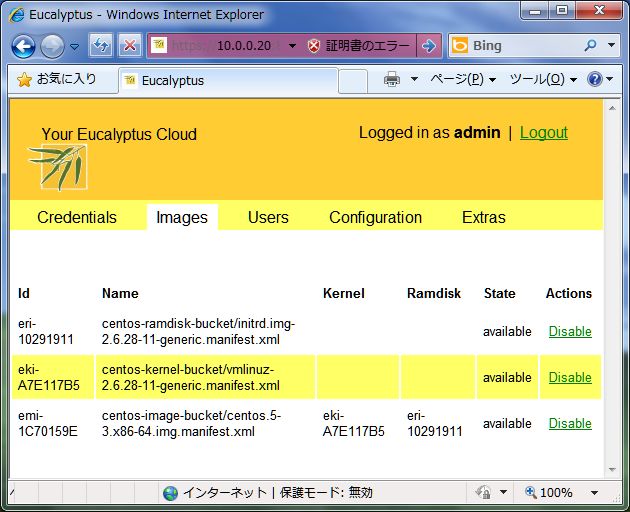 Eucalyptus - Windows Internet Explorer
10.0.0.20
証明書のエラー
Bing
お気に入り
Eucalyptus
ページ(P)
ツール(O)
Your Eucalyptus Cloud
Logged in as admin | Logout
Credentials
Images
Users
Configuration
Extras
Id Name Kernel Ramdisk State Actions
eri-
10291911
centos-ramdisk-bucket/initrd.img-
2.6.28-11-generic.manifest.xml
available
Disable
eki-
A7E117B5
centos-kernel-bucket/vmlinuz-
2.6.28-11-generic.manifest.xml
available
Disable
emi-
1C70159E
centos-image-bucket/centos.5-
3.x86-64.img.manifest.xml
eki-
A7E117B5
eri-
10291911
available
Disable
インターネット | 保護モード: 無効
100%